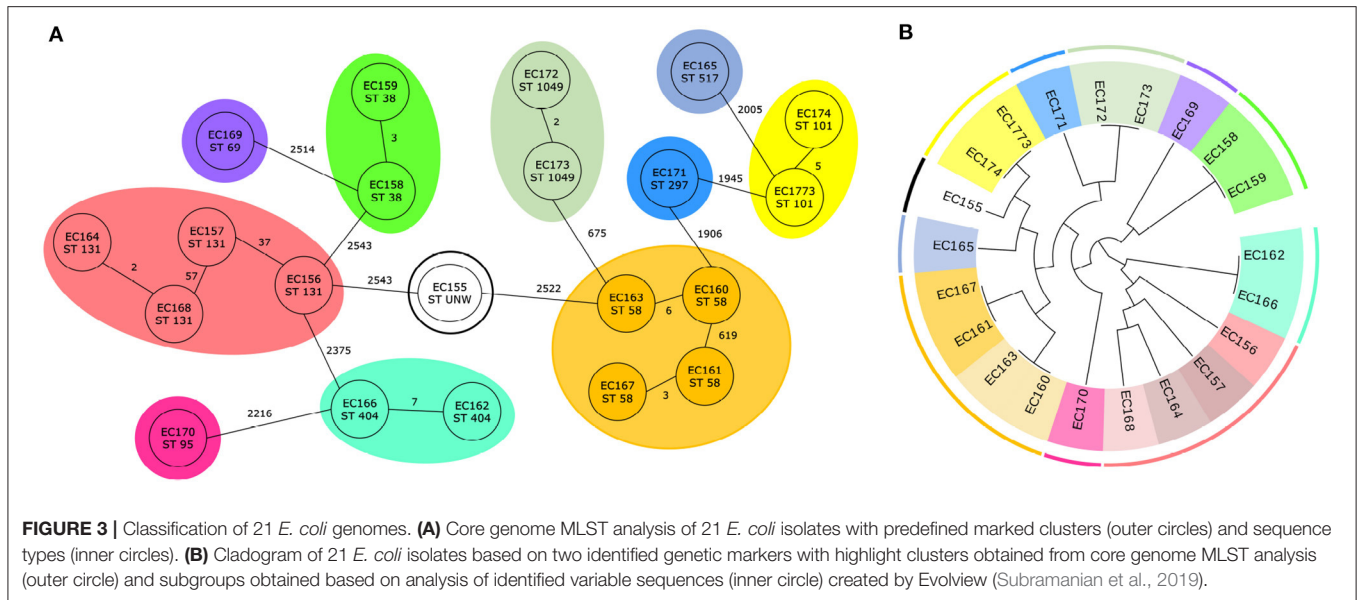 A
EC159
ST 38
3
EC158
ST 38
EC169
ST 69
2514
2543
EC164
ST 131
EC157
ST 131
37
2
57
EC168
ST 131
EC156
ST 131
2543
EC155
ST UNW
2522
2375
EC170
ST 95
2216
EC166
ST 404
7
EC162
ST 404
EC172
ST 1049
2
EC173
ST 1049
675
EC165
ST 517
2005
EC174
ST 101
5
EC1773
ST 101
EC171
ST 297
1945
1906
EC163
ST 58
6
EC160
ST 58
619
EC161
ST 58
3
EC167
ST 58
B
EC171
EC172
EC173
EC169
EC158
EC159
EC162
EC166
EC156
EC157
EC164
EC168
EC170
EC160
EC163
EC161
EC167
EC165
EC155
EC174
EC1773
FIGURE 3 | Classification of 21 E. coli genomes. (A) Core genome MLST analysis of 21 E. coli isolates with predefined marked clusters (outer circles) and sequence
types (inner circles). (B) Cladogram of 21 E. coli isolates based on two identified genetic markers with highlight clusters obtained from core genome MLST analysis
(outer circle) and subgroups obtained based on analysis of identified variable sequences (inner circle) created by Evolview (Subramanian et al., 2019).